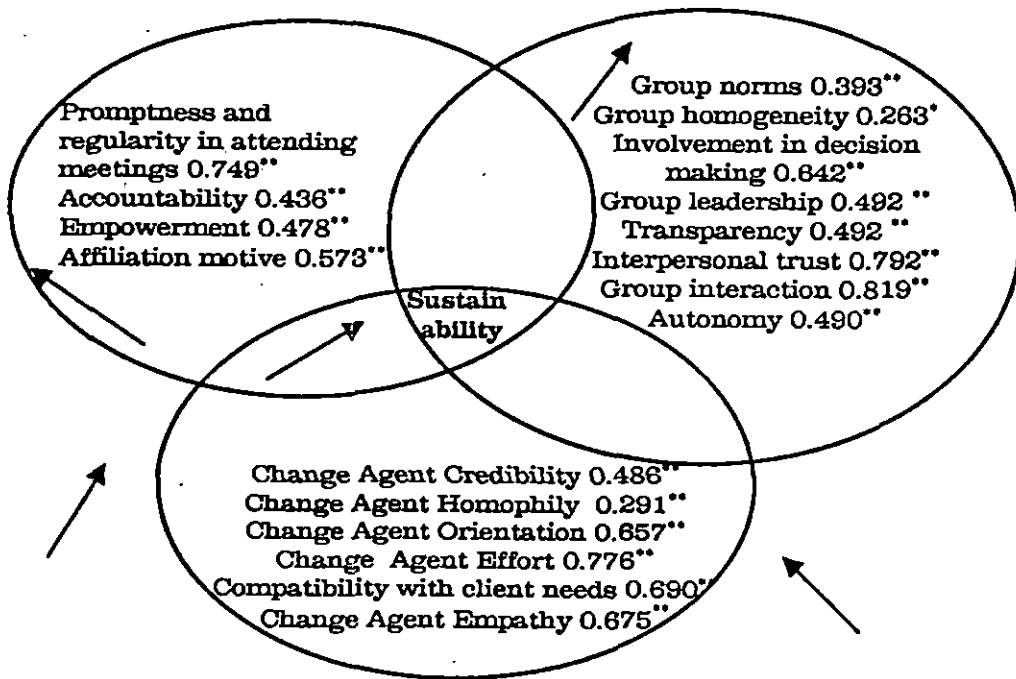 Promptness and
regularity in attending
meetings 0.749**
Accountability 0.436**
Empowerment 0.478**
Affiliation motive 0.573**
Group norms 0.393**
Group homogeneity 0.263*
Involvement in decision
making 0.642**
Group leadership 0.492 **
Transparency 0.492 **
Interpersonal trust 0.792**
Group interaction 0.819**
Autonomy 0.490**
Sustain
ability
Change Agent Credibility 0.486**
Change Agent Homophily 0.291**
Change Agent Orientation 0.657**
Change Agent Effort 0.776**
Compatibility with client needs 0.690**
Change Agent Empathy 0.675**